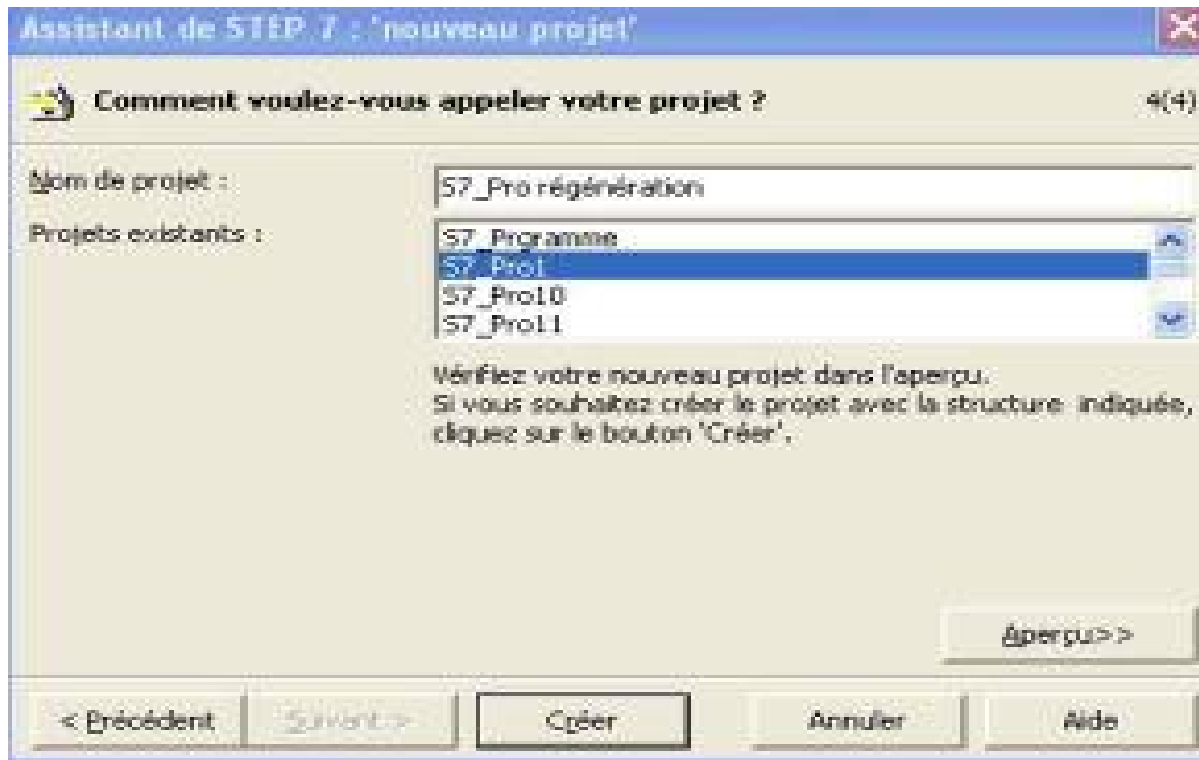 Assistant de STEP 7 : 'nouveau projet'
Comment voulez-vous appeler votre projet ? 4(4)
Nom de projet : S7_Pro régénération
Projets existants : S7_Prgramme
S7_Pro1
S7_Pro10
S7_Pro11
Vérifiez votre nouveau projet dans l'aperçu.
Si vous souhaitez créer le projet avec la structure indiquée,
cliquez sur le bouton 'Créer'.
Aperçu>>
< Précédent Suivant > Créer Annuler Aide